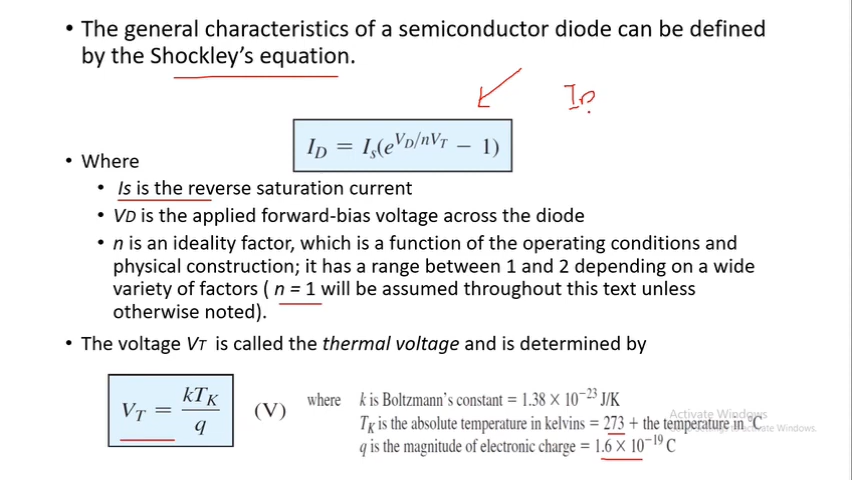 • The general characteristics of a semiconductor diode can be defined
by the Shockley's equation.
I_D = I_s(e^{V_D/nV_T} − 1)
• Where
• Is is the reverse saturation current
• VD is the applied forward-bias voltage across the diode
• n is an ideality factor, which is a function of the operating conditions and
physical construction; it has a range between 1 and 2 depending on a wide
variety of factors ( n = 1 will be assumed throughout this text unless
otherwise noted).
• The voltage VT is called the thermal voltage and is determined by
V_T = kT_K/q (V)
where k is Boltzmann's constant = 1.38 × 10^−23 J/K
T_K is the absolute temperature in kelvins = 273 + the temperature in °C
q is the magnitude of electronic charge = 1.6 × 10^−19 C
Activate Windows